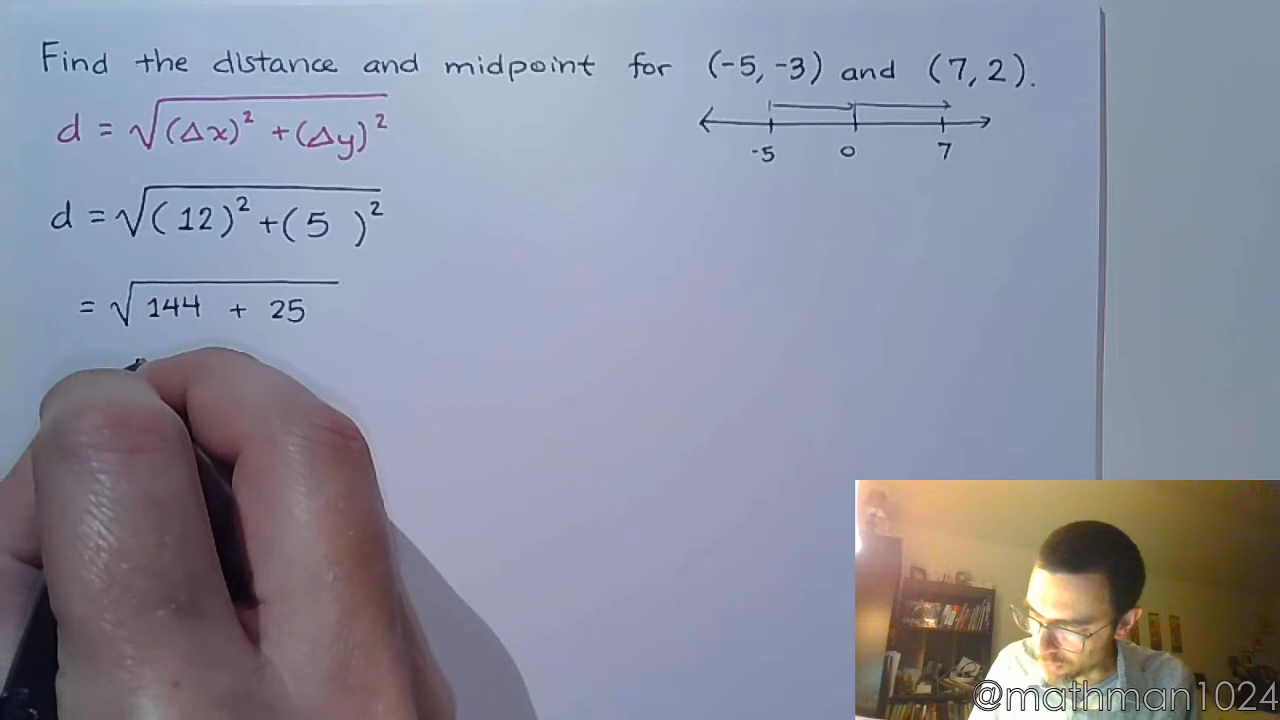 Find the distance and midpoint for (-5, -3) and (7, 2).
d = √(Δx)² + (Δy)²
-5 0 7
d = √(12)² + (5 )²
= √144 + 25
@mathman1024